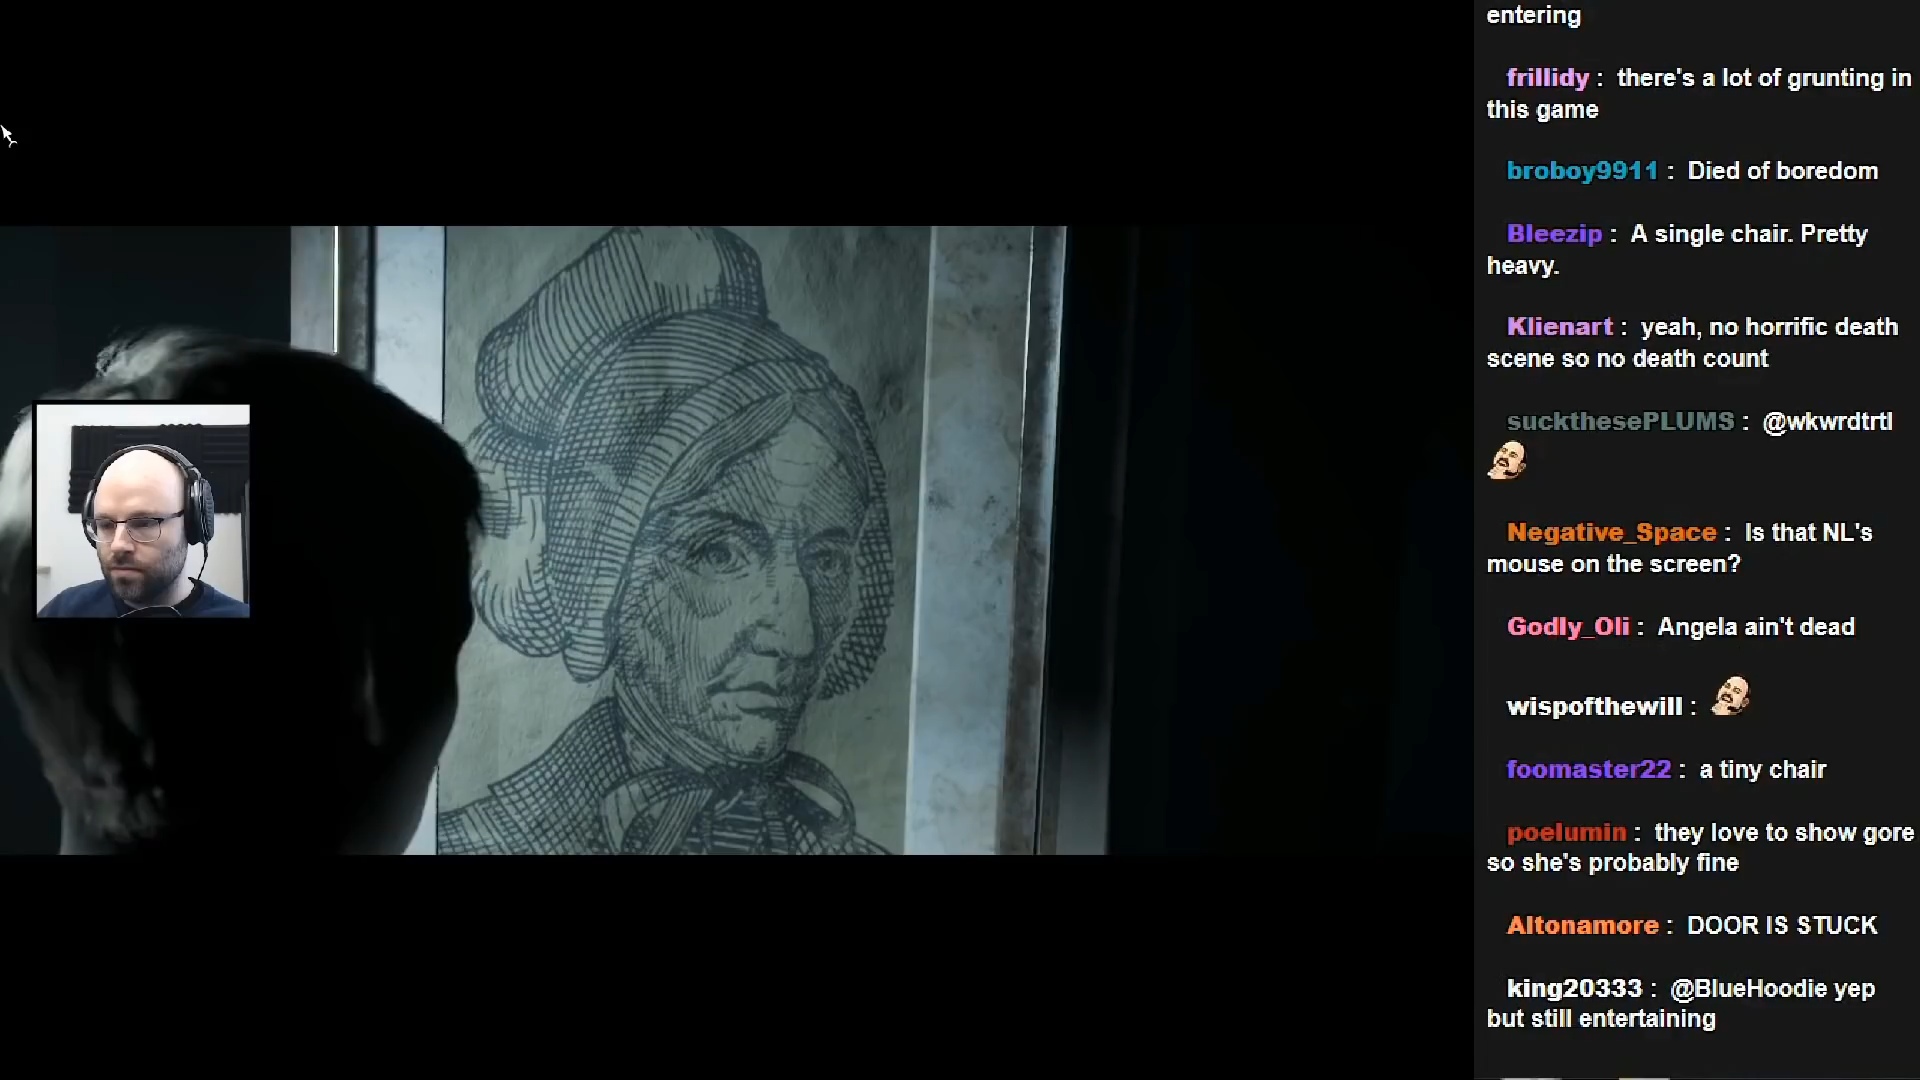 entering
frillidy : there's a lot of grunting in
this game
broboy9911 : Died of boredom
Bleezip : A single chair. Pretty
heavy.
Klienart : yeah, no horrific death
scene so no death count
suckthesePLUMS : @wkwrdtrtl
Negative_Space : Is that NL's
mouse on the screen?
Godly_Oli : Angela ain't dead
wispofthewill :
foomaster22 : a tiny chair
poelumin : they love to show gore
so she's probably fine
Altonamore : DOOR IS STUCK
king20333 : @BlueHoodie yep
but still entertaining